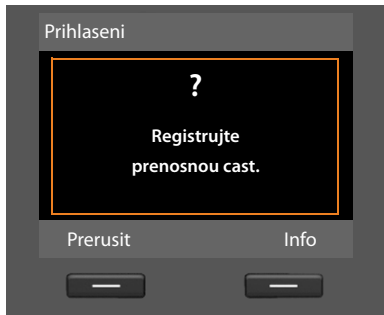 Prihlaseni
?
Registrujte
prenosnou cast.
Prerusit Info